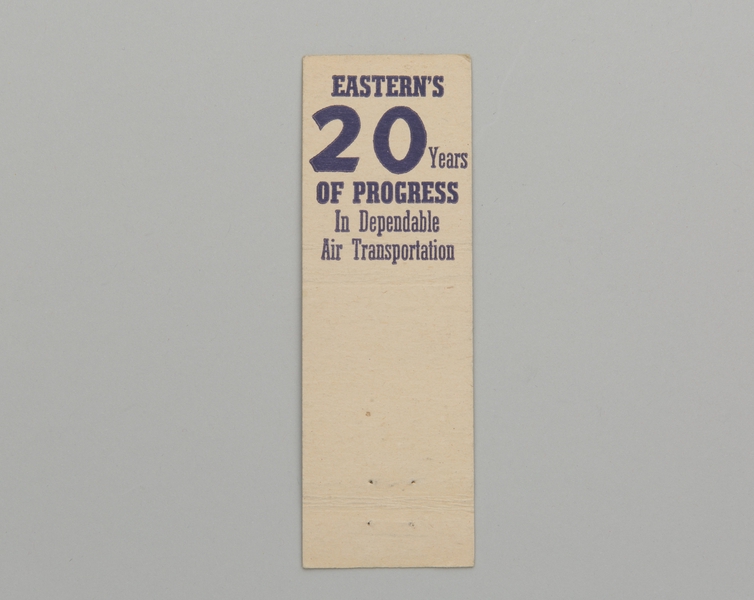 EASTERN'S
20 Years
OF PROGRESS
In Dependable
Air Transportation